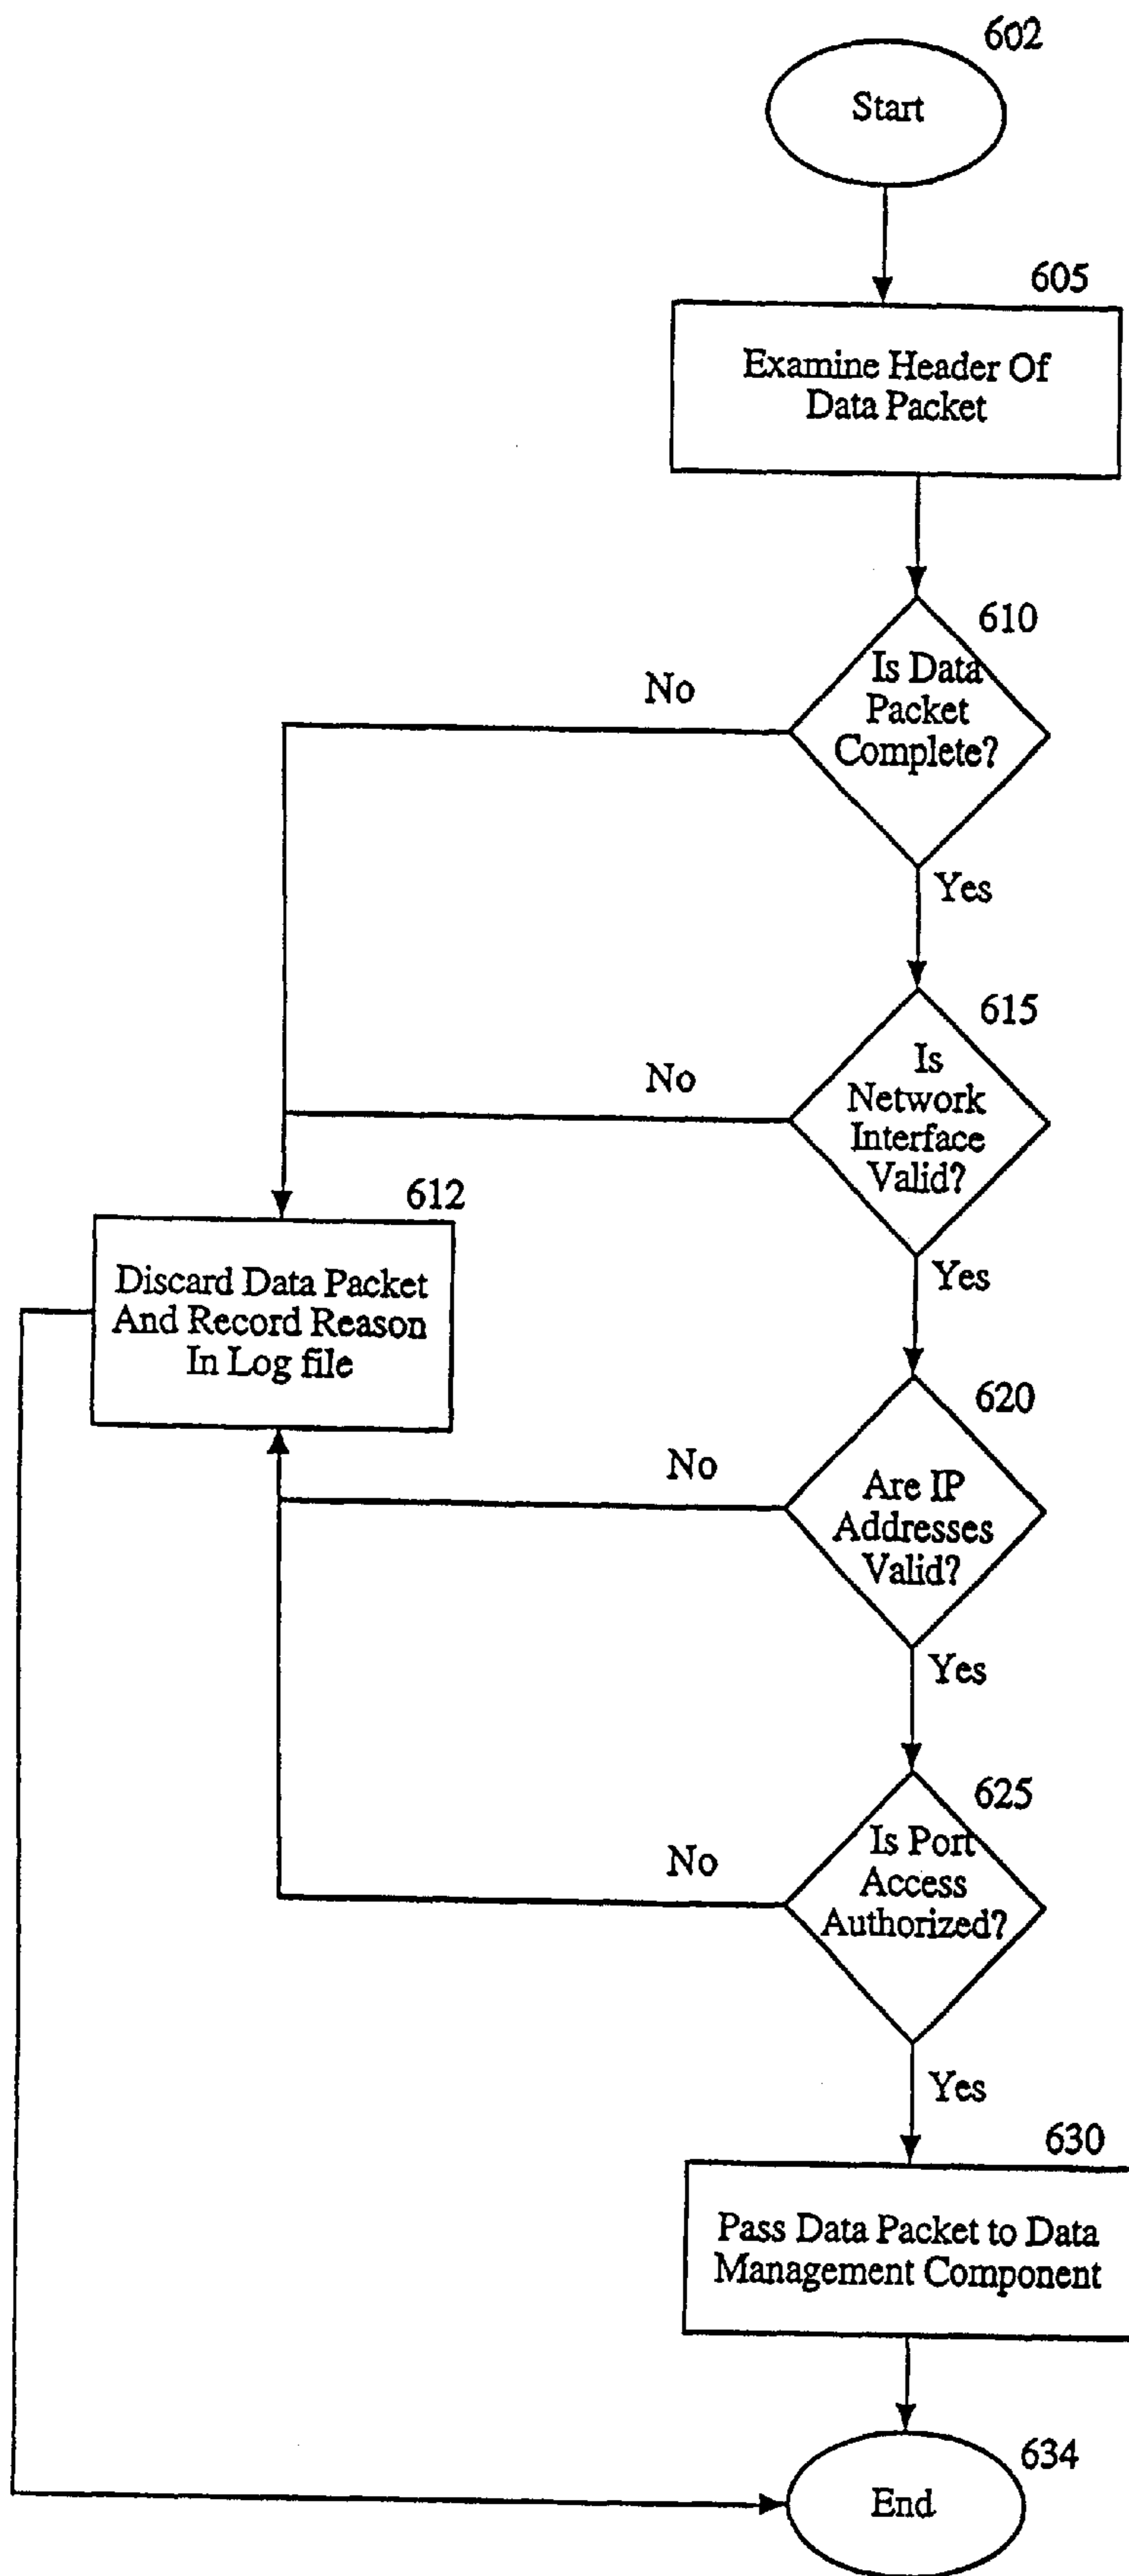 602
Start
605
Examine Header Of
Data Packet
610
Is Data
Packet
Complete?
No
Yes
615
Is
Network
Interface
Valid?
No
Yes
612
Discard Data Packet
And Record Reason
In Log file
620
Are IP
Addresses
Valid?
No
Yes
625
Is Port
Access
Authorized?
No
Yes
630
Pass Data Packet to Data
Management Component
634
End